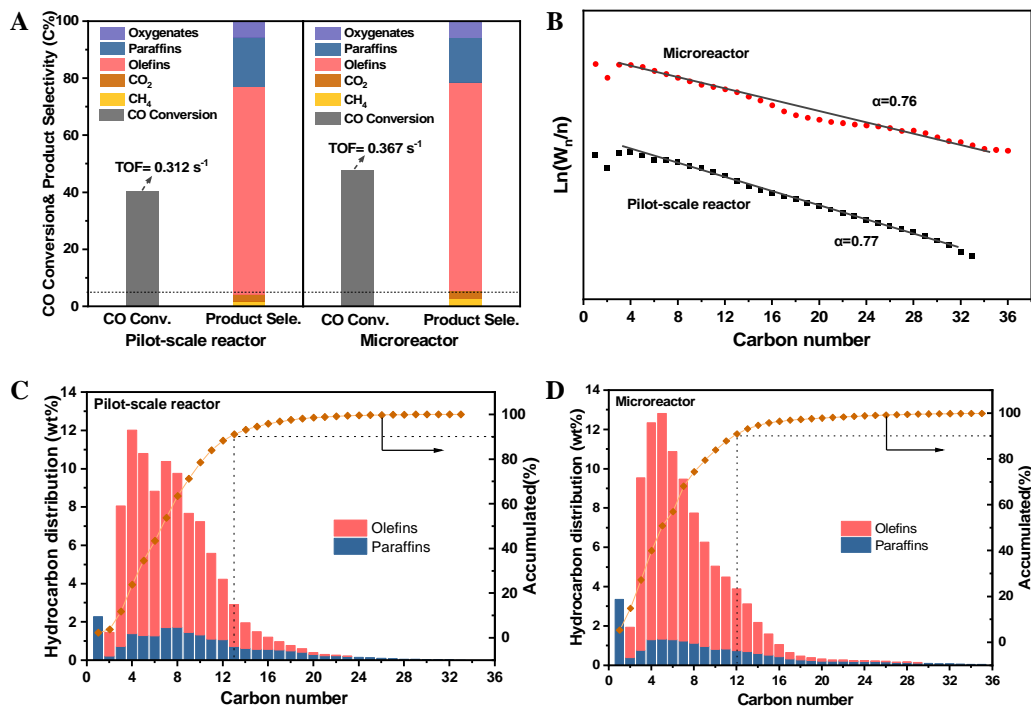 A
CO Conversion& Product Selectivity (C%)
100
80
60
40
20
0
Oxygenates
Paraffins
Olefins
CO₂
CH₄
CO Conversion
TOF= 0.312 s⁻¹
CO Conv.
Product Sele.
Pilot-scale reactor
Oxygenates
Paraffins
Olefins
CO₂
CH₄
CO Conversion
TOF= 0.367 s⁻¹
CO Conv.
Product Sele.
Microreactor
B
Ln(Wₙ/n)
Microreactor
α=0.76
Pilot-scale reactor
α=0.77
0 4 8 12 16 20 24 28 32 36
Carbon number
C
Hydrocarbon distribution (wt%)
14
12
10
8
6
4
2
0
Pilot-scale reactor
Olefins
Paraffins
100
80
60
40
20
0
Accumulated(%)
0 4 8 12 16 20 24 28 32 36
Carbon number
D
Hydrocarbon distribution (wt%)
14
12
10
8
6
4
2
0
Microreactor
Olefins
Paraffins
100
80
60
40
20
0
Accumulated(%)
0 4 8 12 16 20 24 28 32 36
Carbon number